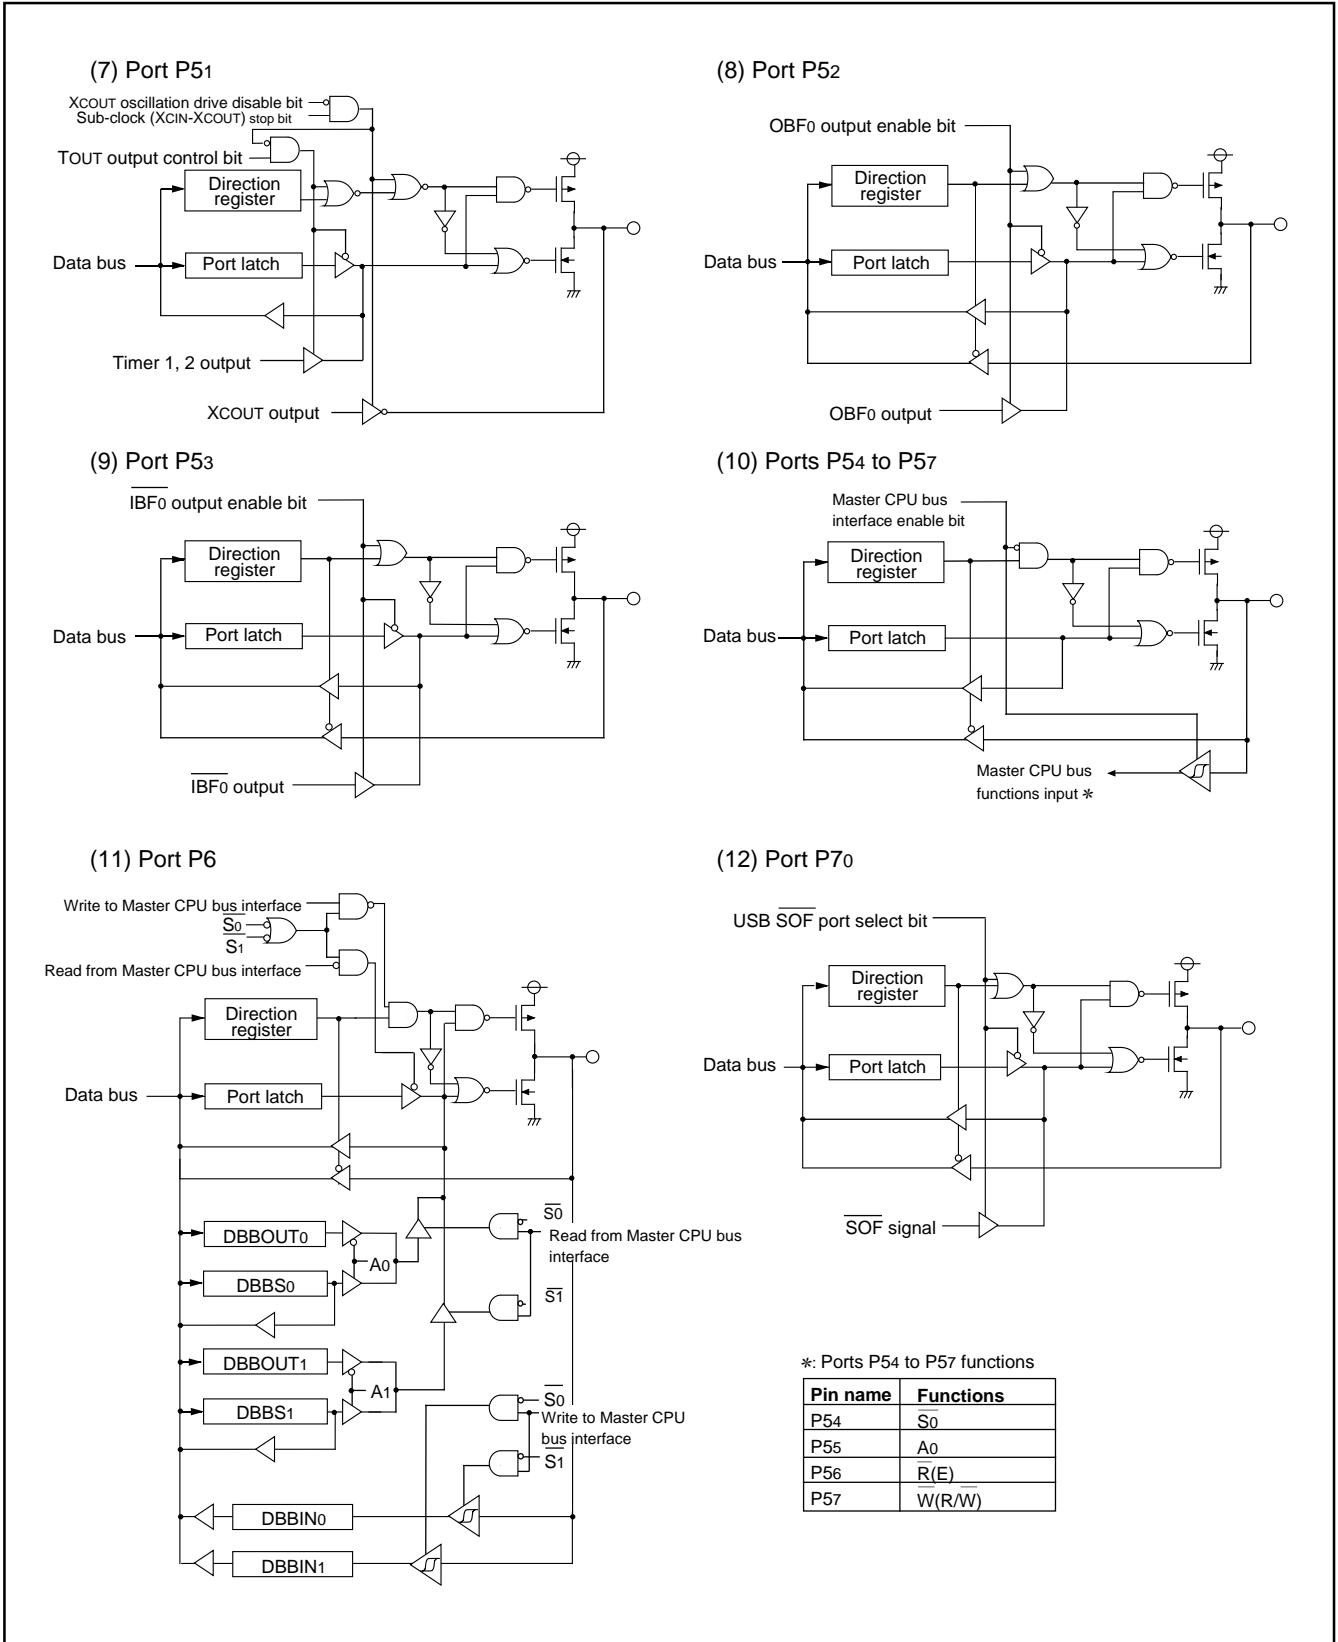 (7) Port P51
XCOUT oscillation drive disable bit
Sub-clock (XCIN-XCOUT) stop bit
TOUT output control bit
Direction
register
Data bus
Port latch
Timer 1, 2 output
XCOUT output
(8) Port P52
OBF0 output enable bit
Direction
register
Data bus
Port latch
OBF0 output
(9) Port P53
IBF0 output enable bit
Direction
register
Data bus
Port latch
IBF0 output
(10) Ports P54 to P57
Master CPU bus
interface enable bit
Direction
register
Data bus
Port latch
Master CPU bus
functions input *
(11) Port P6
Write to Master CPU bus interface
S0
S1
Read from Master CPU bus interface
Direction
register
Data bus
Port latch
DBBOUT0
A0
DBBS0
S0
Read from Master CPU bus
interface
S1
DBBOUT1
A1
DBBS1
S0
Write to Master CPU
bus interface
S1
DBBIN0
DBBIN1
(12) Port P70
USB SOF port select bit
Direction
register
Data bus
Port latch
SOF signal
*: Ports P54 to P57 functions
Pin name Functions
P54 S0
P55 A0
P56 R(E)
P57 W(R/W)